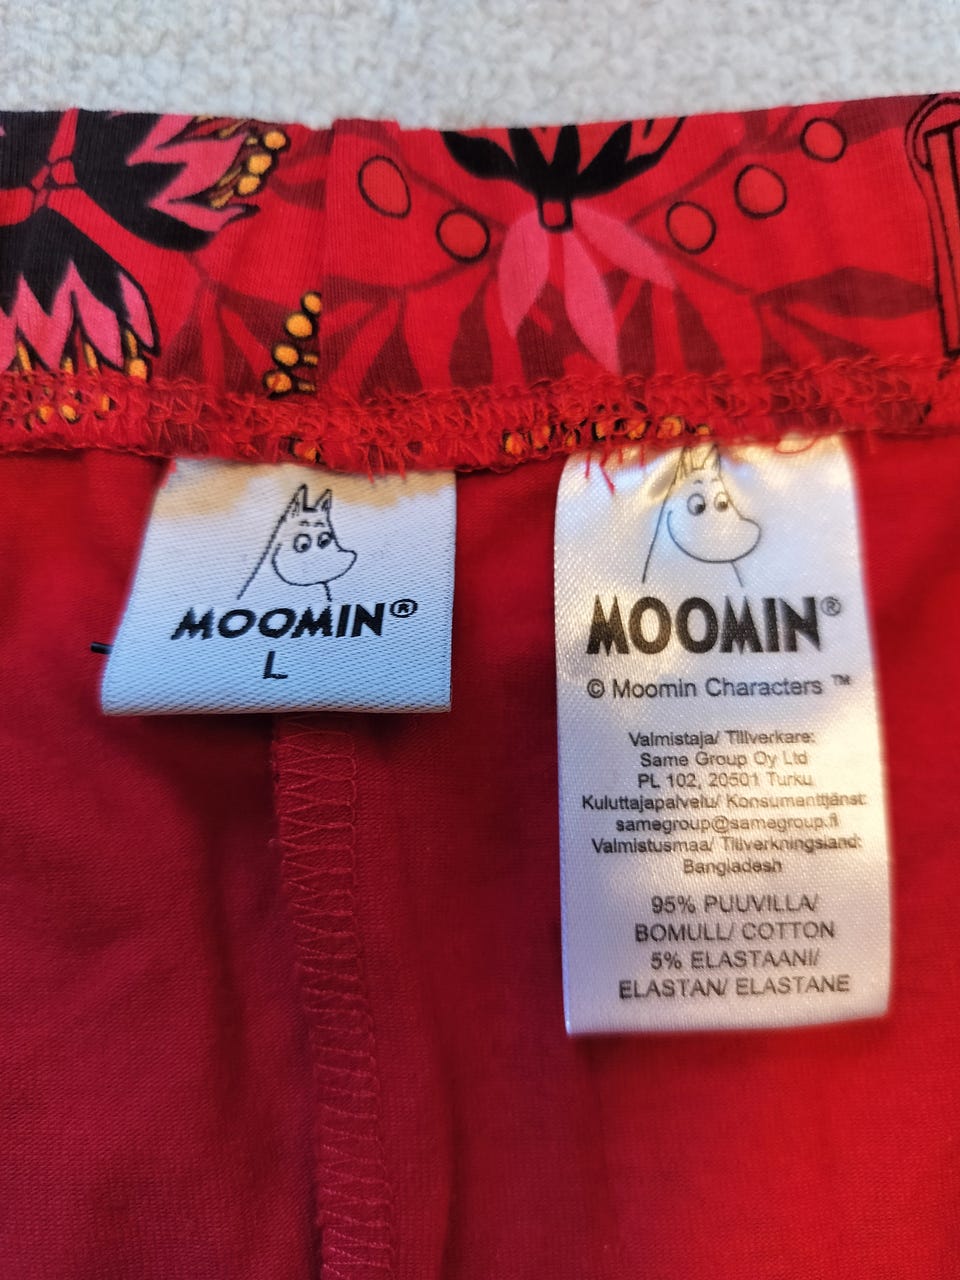 MOOMIN®
L
MOOMIN®
© Moomin Characters ™
Valmistaja/ Tillverkare:
Same Group Oy Ltd
PL 102, 20501 Turku
Kuluttajapalvelu/ Konsumenttjänst:
samegroup@samegroup.fi
Valmistusmaa/ Tillverkningsland:
Bangladesh
95% PUUVILLA/
BOMULL/ COTTON
5% ELASTAANI/
ELASTAN/ ELASTANE